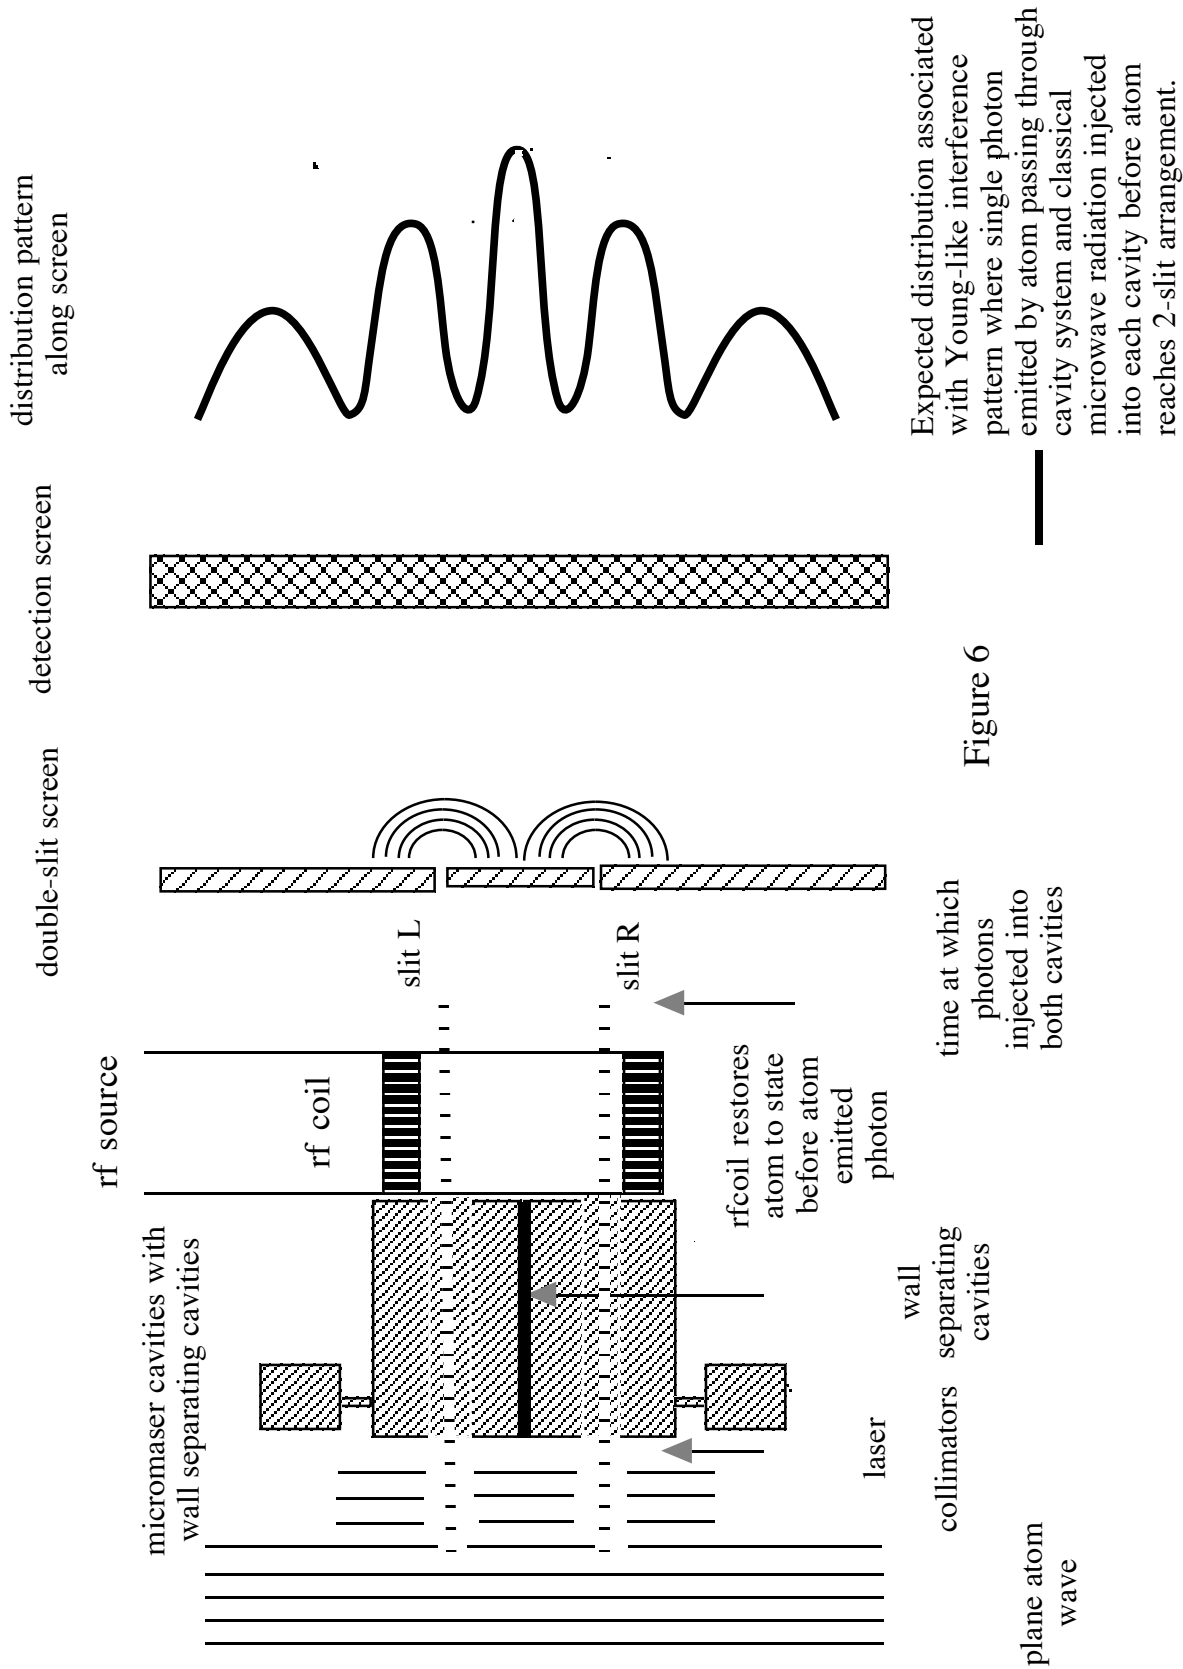 distribution pattern
along screen
detection screen
double-slit screen
rf source
micromaser cavities with
wall separating cavities
rf coil
slit L
slit R
plane atom
wave
collimators
laser
wall
separating
cavities
rfcoil restores
atom to state
before atom
emitted
photon
time at which
photons
injected into
both cavities
Figure 6
Expected distribution associated
with Young-like interference
pattern where single photon
emitted by atom passing through
cavity system and classical
microwave radiation injected
into each cavity before atom
reaches 2-slit arrangement.